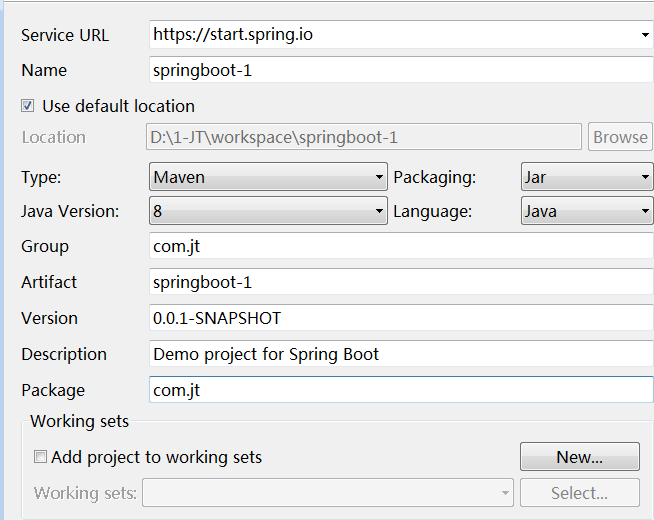 Service URL https://start.spring.io
Name springboot-1
Use default location
Location D:\1-JT\workspace\springboot-1 Browse
Type: Maven Packaging: Jar
Java Version: 8 Language: Java
Group com.jt
Artifact springboot-1
Version 0.0.1-SNAPSHOT
Description Demo project for Spring Boot
Package com.jt
Working sets
Add project to working sets New...
Working sets: Select...